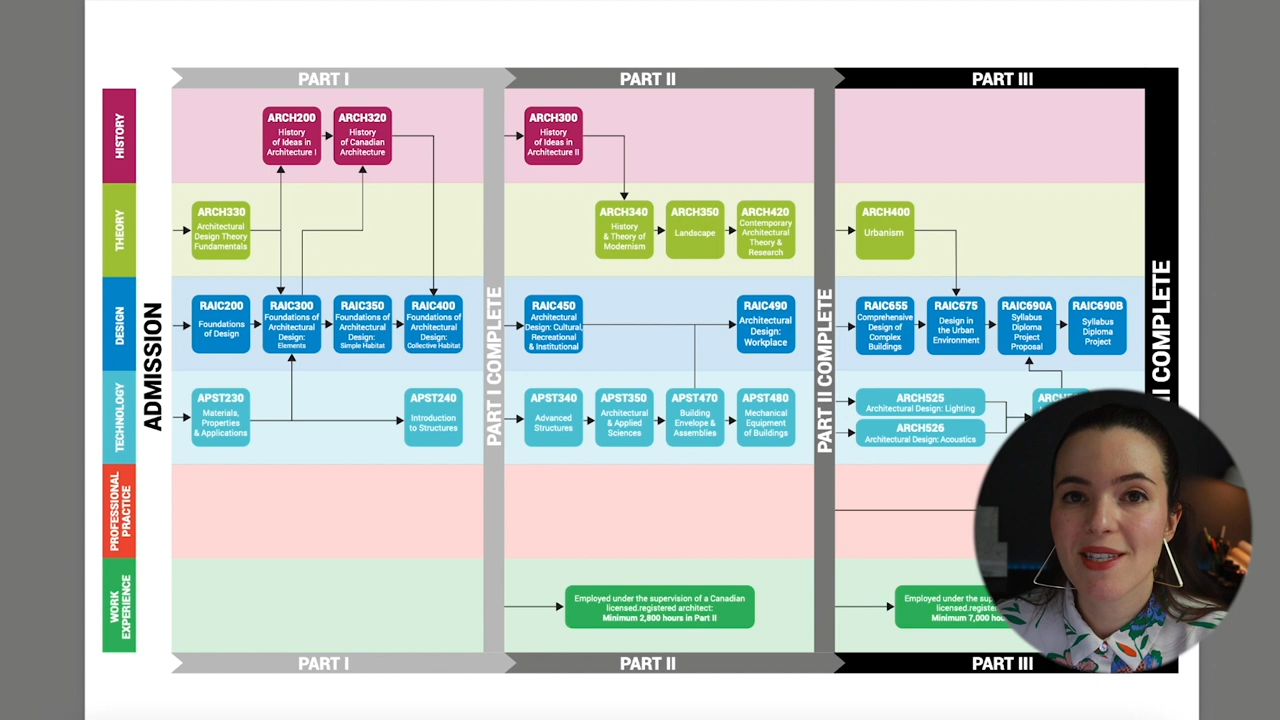 PART I
PART II
PART III
HISTORY
ARCH200
History
of Ideas in
Architecture I
ARCH320
History
of Canadian
Architecture
ARCH300
History
of Ideas in
Architecture II
THEORY
ARCH330
Architectural
Design Theory
Fundamentals
ARCH340
History
& Theory of
Modernism
ARCH350
Landscape
ARCH420
Contemporary
Architectural
Theory &
Research
ARCH400
Urbanism
DESIGN
RAIC200
Foundations
of Design
RAIC300
Foundations of
Architectural
Design:
Elements
RAIC350
Foundations of
Architectural
Design:
Simple Habitat
RAIC400
Foundations of
Architectural
Design:
Collective Habitat
RAIC450
Architectural
Design: Cultural,
Recreational
& Institutional
RAIC490
Architectural
Design:
Workplace
RAIC655
Comprehensive
Design of
Complex
Buildings
RAIC675
Design in
the Urban
Environment
RAIC690A
Syllabus
Diploma
Project
Proposal
RAIC690B
Syllabus
Diploma
Project
ADMISSION
PART I COMPLETE
PART II COMPLETE
I COMPLETE
TECHNOLOGY
APST230
Materials,
Properties
& Applications
APST240
Introduction
to Structures
APST340
Advanced
Structures
APST350
Architectural
& Applied
Sciences
APST470
Building
Envelope &
Assemblies
APST480
Mechanical
Equipment
of Buildings
ARCH525
Architectural Design: Lighting
ARCH526
Architectural Design: Acoustics
PROFESSIONAL
PRACTICE
WORK
EXPERIENCE
Employed under the supervision of a Canadian
licensed.registered architect:
Minimum 2,800 hours in Part II
Employed under the
Minimum 7,000
PART I
PART II
PART III